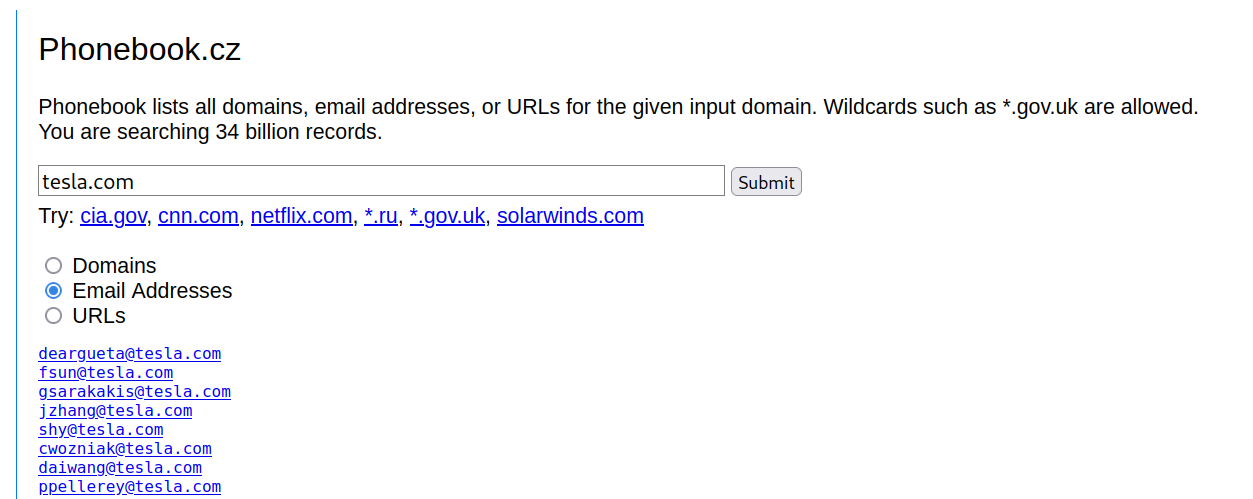 Phonebook.cz
Phonebook lists all domains, email addresses, or URLs for the given input domain. Wildcards such as *.gov.uk are allowed.
You are searching 34 billion records.
tesla.com Submit
Try: cia.gov, cnn.com, netflix.com, *.ru, *.gov.uk, solarwinds.com
Domains
Email Addresses
URLs
deargueta@tesla.com
fsun@tesla.com
gsarakakis@tesla.com
jzhang@tesla.com
shy@tesla.com
cwozniak@tesla.com
daiwang@tesla.com
ppellerey@tesla.com